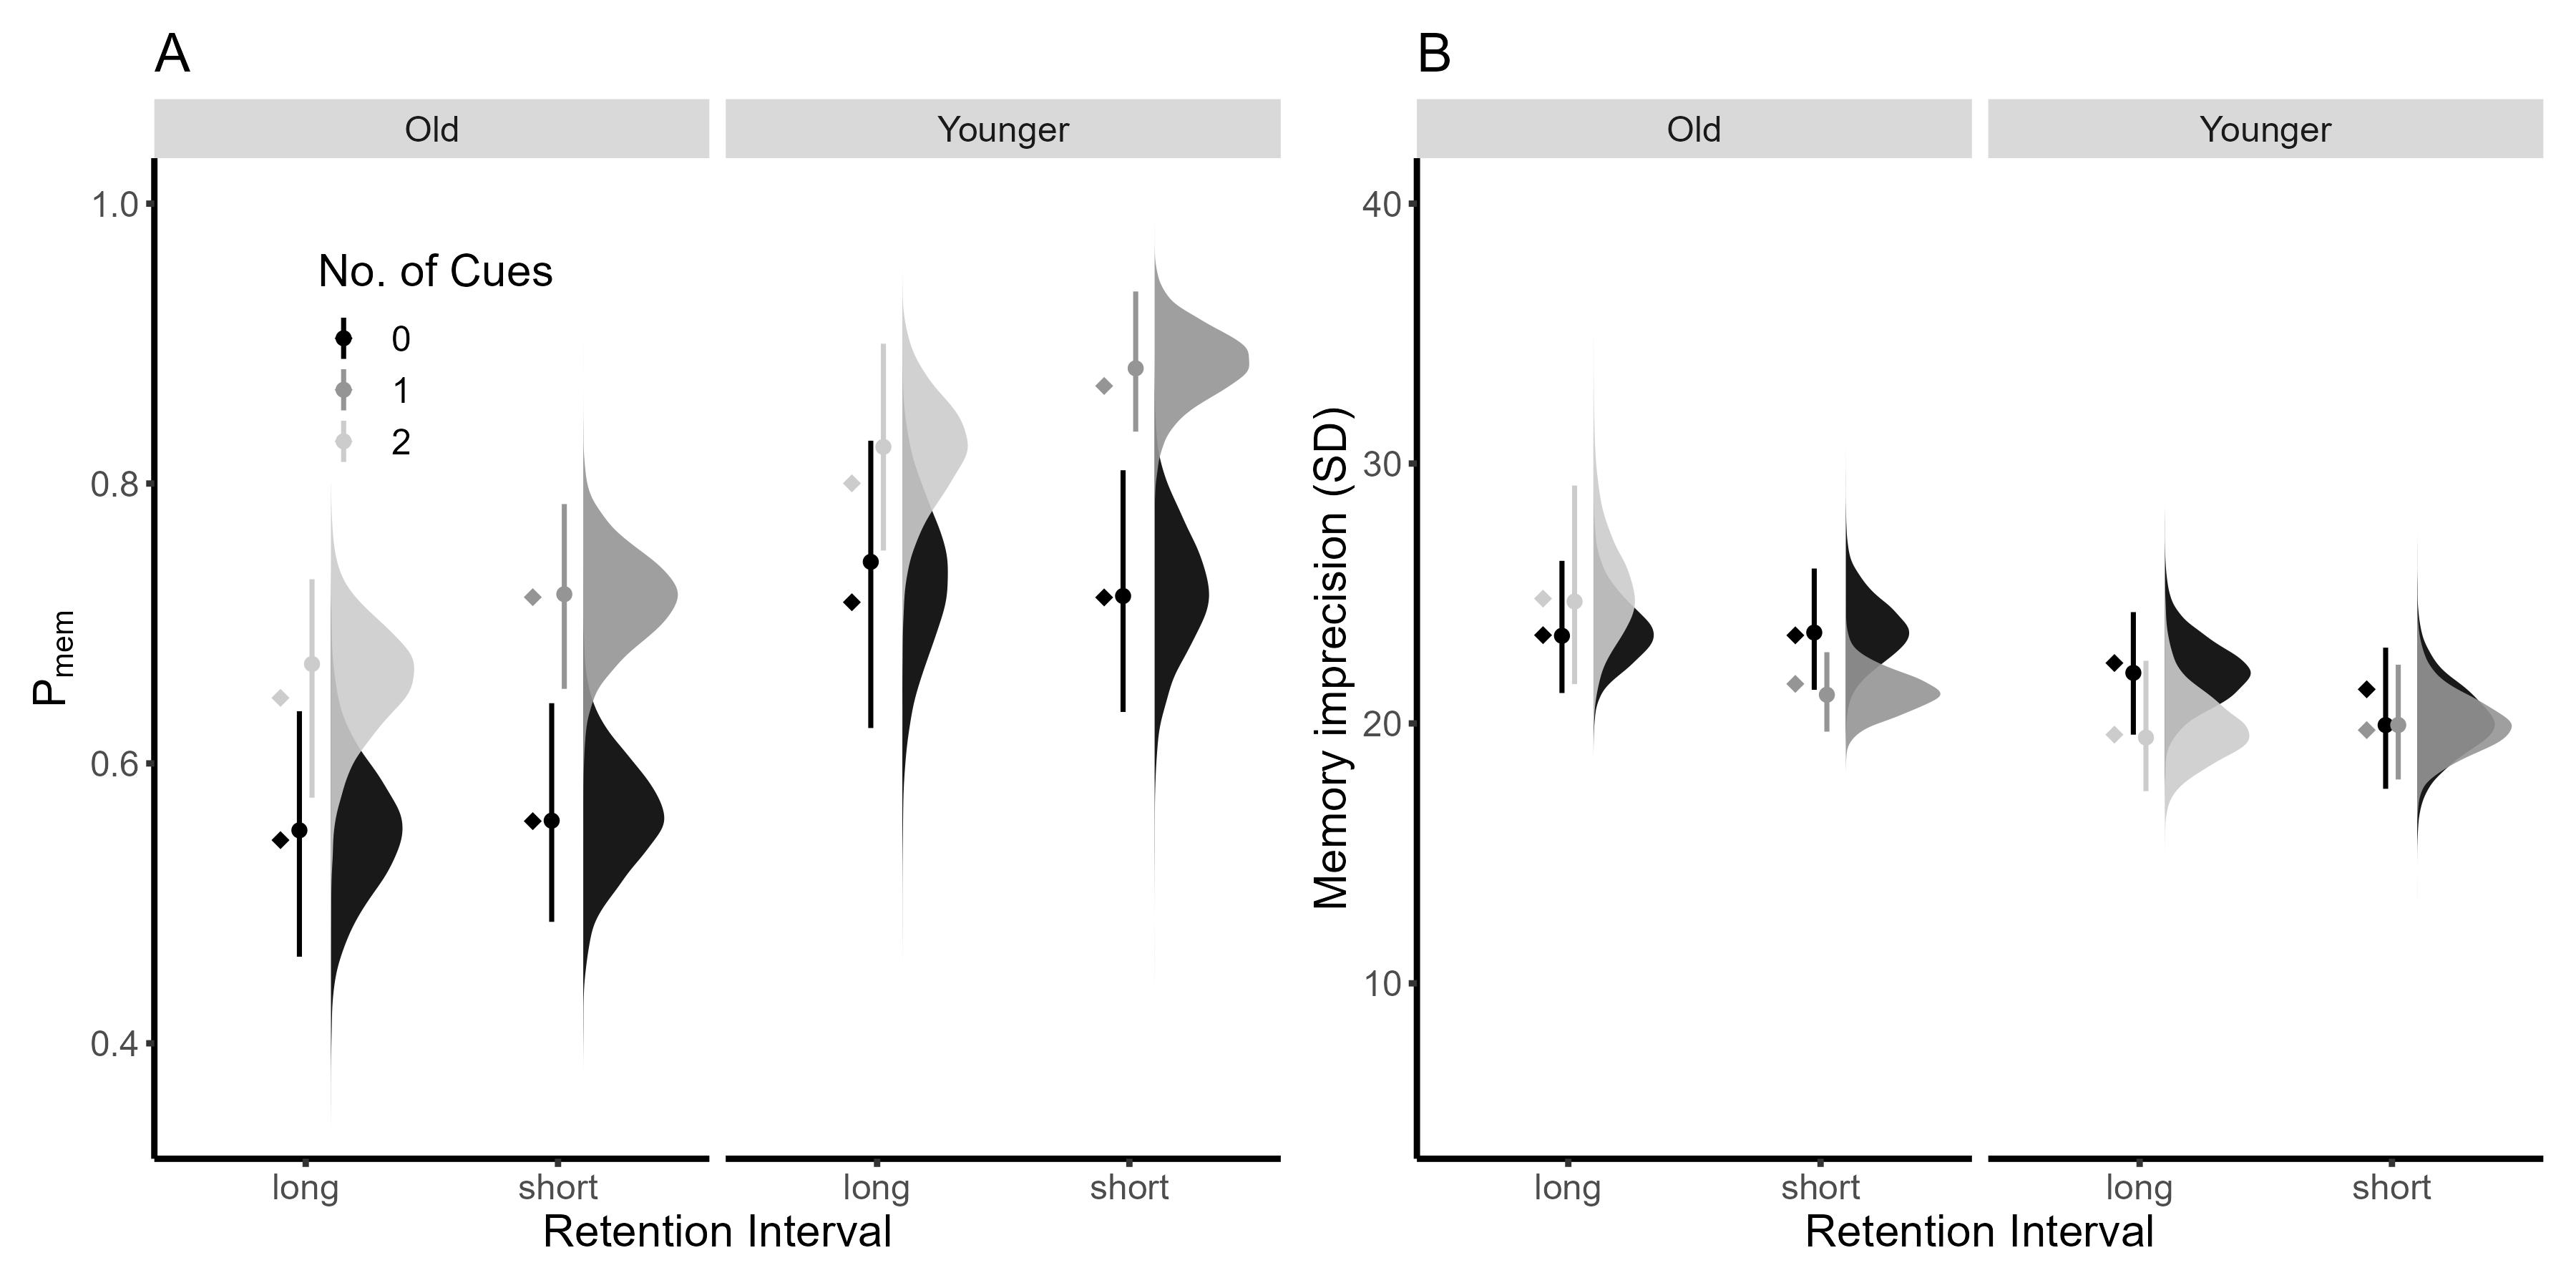 A
Old
Younger
1.0
0.8
0.6
0.4
P_mem
No. of Cues
0
1
2
long
short
long
short
Retention Interval
B
Old
Younger
40
30
20
10
Memory imprecision (SD)
long
short
long
short
Retention Interval